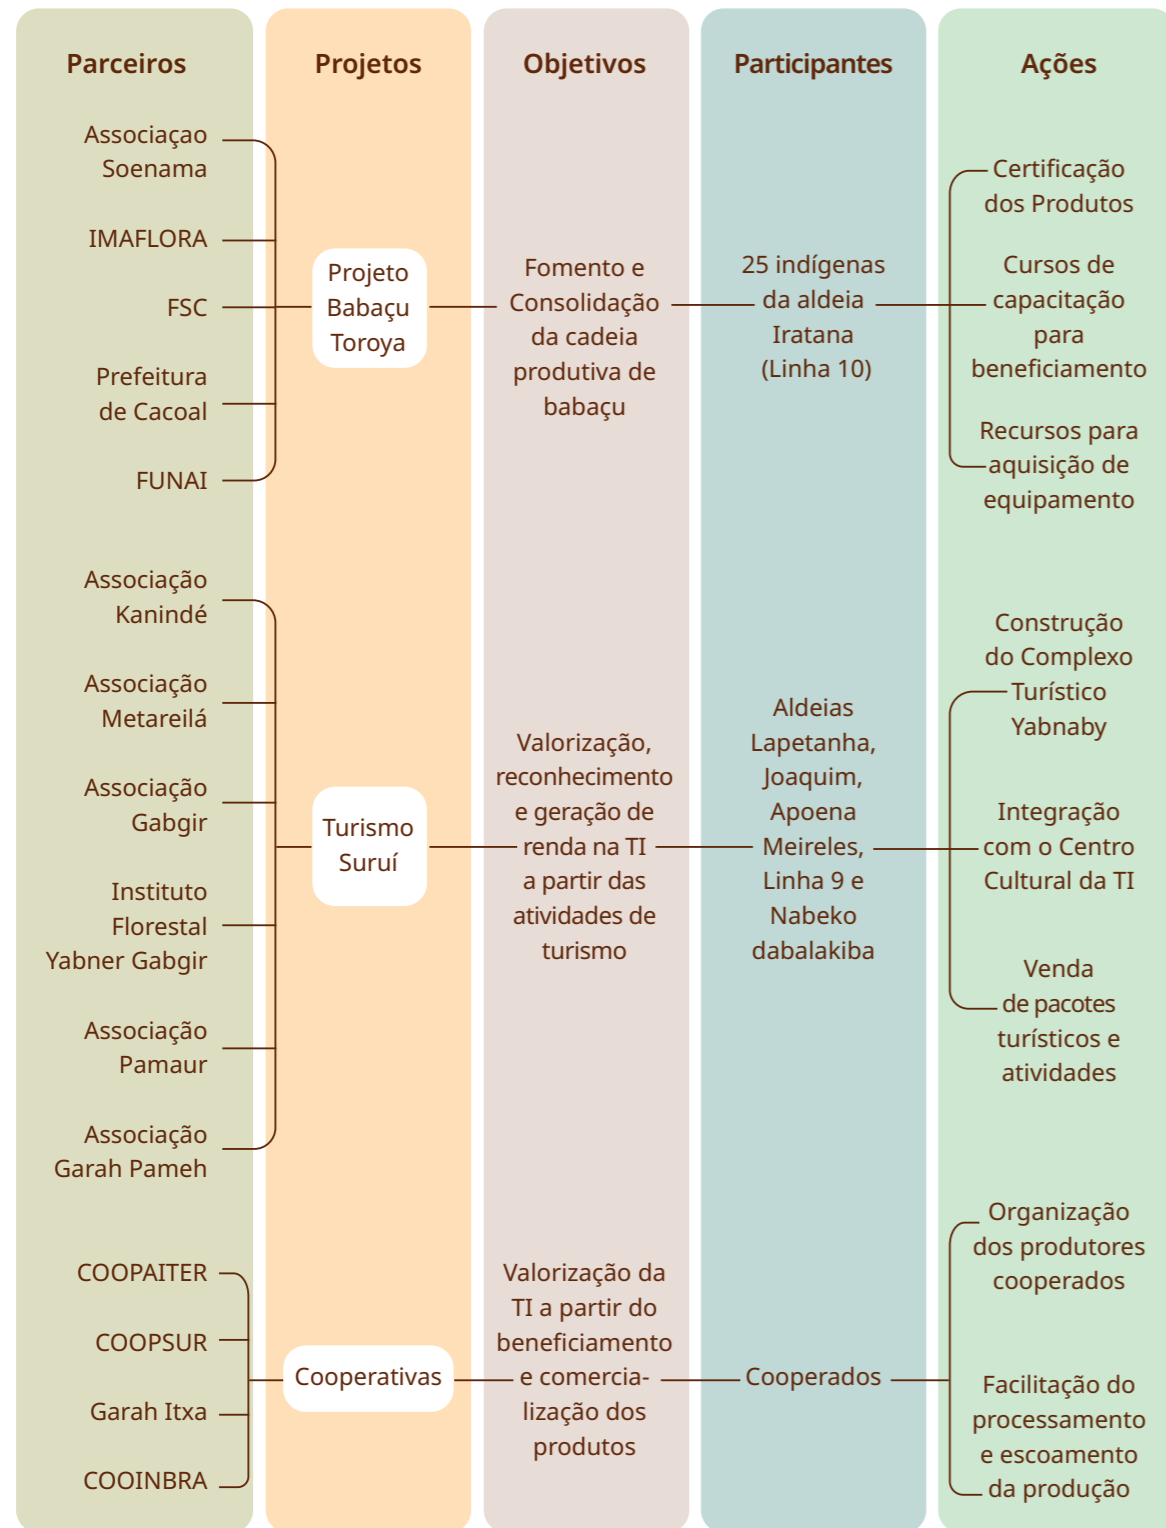 Parceiros
Projetos
Objetivos
Participantes
Ações
Associaçao
Soenama
IMAFLORA
FSC
Prefeitura
de Cacoal
FUNAI
Projeto
Babaçu
Toroya
Fomento e
Consolidação
da cadeia
produtiva de
babaçu
25 indígenas
da aldeia
Iratana
(Linha 10)
Certificação
dos Produtos
Cursos de
capacitação
para
beneficiamento
Recursos para
aquisição de
equipamento
Associação
Kanindé
Associação
Metareilá
Associação
Gabgir
Instituto
Florestal
Yabner Gabgir
Associação
Pamaur
Associação
Garah Pameh
Turismo
Suruí
Valorização,
reconhecimento
e geração de
renda na TI
a partir das
atividades de
turismo
Aldeias
Lapetanha,
Joaquim,
Apoena
Meireles,
Linha 9 e
Nabeko
dabalakiba
Construção
do Complexo
Turístico
Yabnaby
Integração
com o Centro
Cultural da TI
Venda
de pacotes
turísticos e
atividades
COOPAITER
COOPSUR
Garah Itxa
COOINBRA
Cooperativas
Valorização da
TI a partir do
beneficiamento
e comercia-
lização dos
produtos
Cooperados
Organização
dos produtores
cooperados
Facilitação do
processamento
e escoamento
da produção